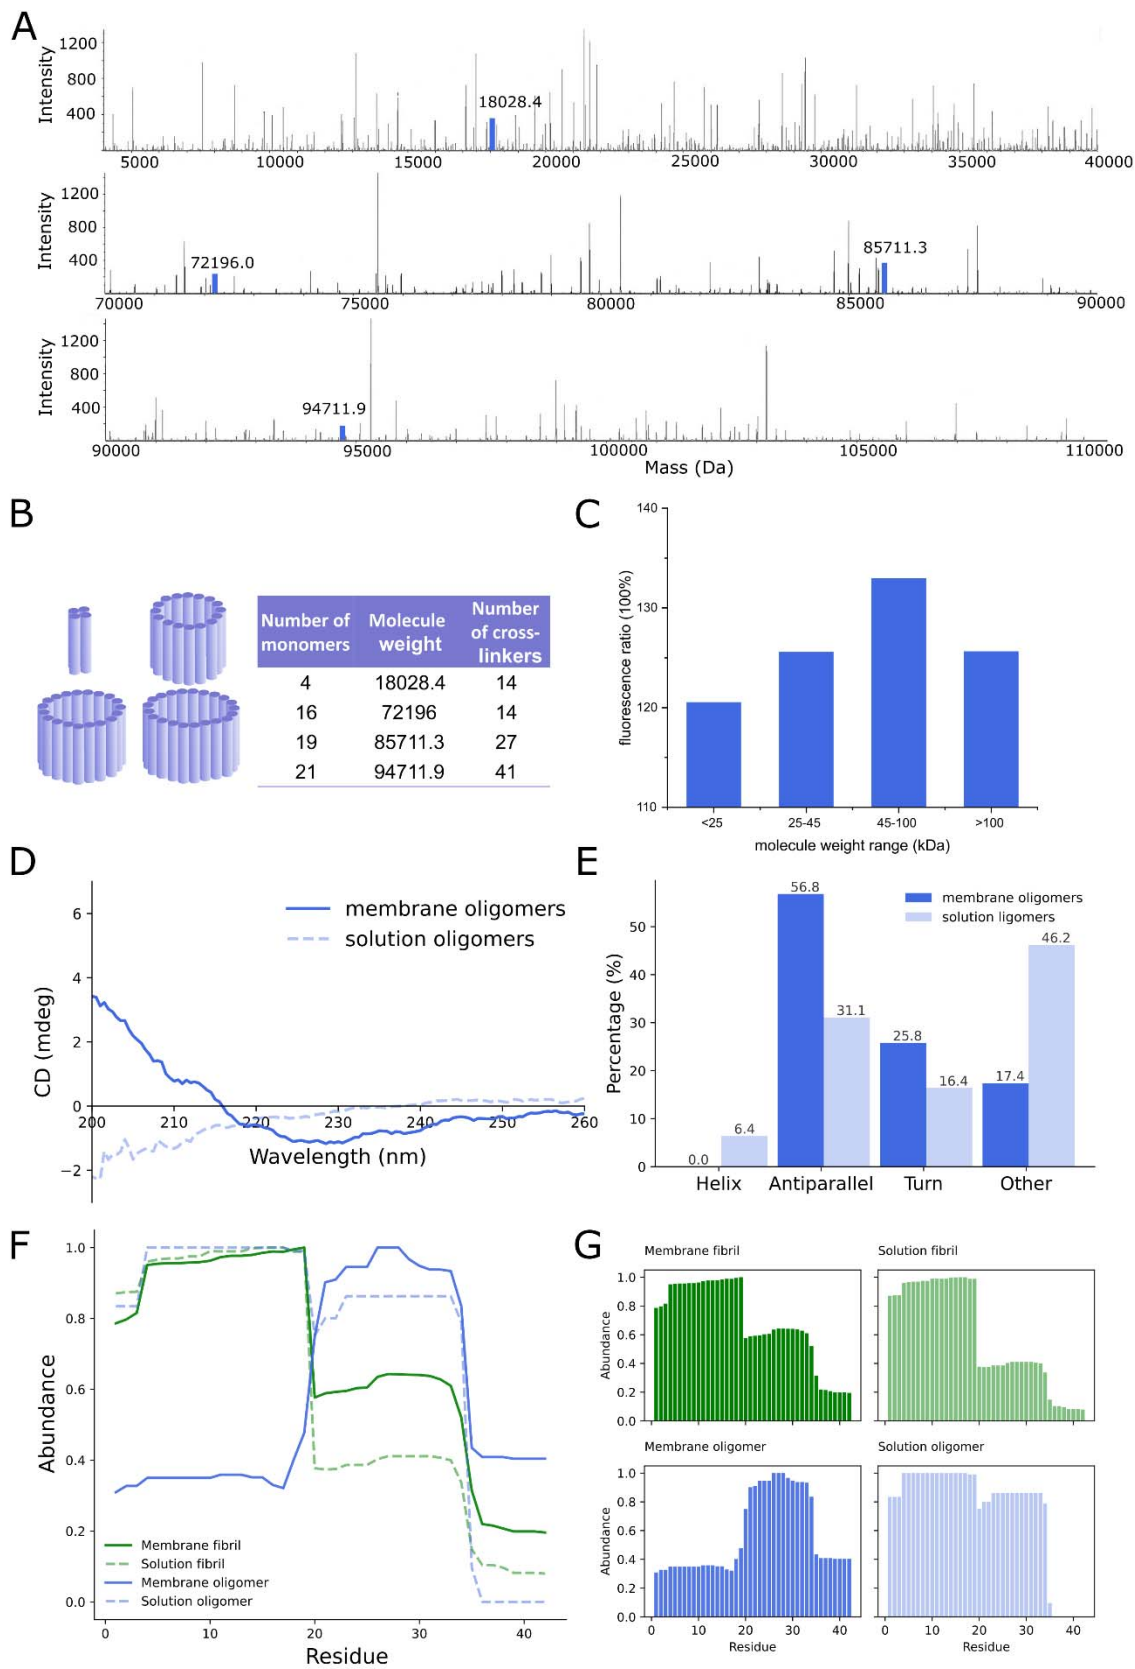 A
Intensity
1200
800
400
18028.4
5000 10000 15000 20000 25000 30000 35000 40000
Intensity
1200
800
400
72196.0
85711.3
70000 75000 80000 85000 90000
Intensity
1200
800
400
94711.9
90000 95000 100000 105000 110000
Mass (Da)
B
Number of monomers Molecule weight Number of cross-linkers
4 18028.4 14
16 72196 14
19 85711.3 27
21 94711.9 41
C
fluorescence ratio (100%)
140
130
120
110
<25 25-45 45-100 >100
molecule weight range (kDa)
D
CD (mdeg)
6
4
2
0
−2
membrane oligomers
solution oligomers
200 210 220 230 240 250 260
Wavelength (nm)
E
Percentage (%)
50
40
30
20
10
0
membrane oligomers
solution ligomers
0.0 6.4 56.8 31.1 25.8 16.4 17.4 46.2
Helix Antiparallel Turn Other
F
Abundance
1.0
0.8
0.6
0.4
0.2
0.0
Membrane fibril
Solution fibril
Membrane oligomer
Solution oligomer
0 10 20 30 40
Residue
G
Membrane fibril
Abundance
1.0
0.8
0.6
0.4
0.2
0.0
Solution fibril
Membrane oligomer
Abundance
1.0
0.8
0.6
0.4
0.2
0.0
0 10 20 30 40
Residue
Solution oligomer
0 10 20 30 40
Residue